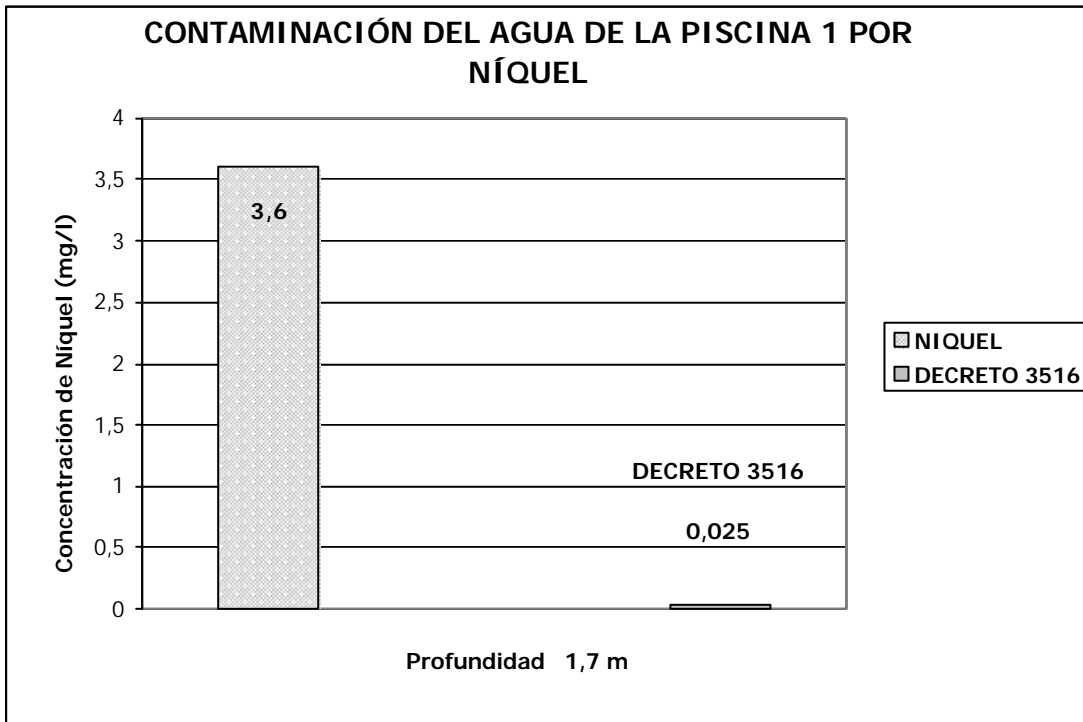 CONTAMINACIÓN DEL AGUA DE LA PISCINA 1 POR
NÍQUEL
Concentración de Níquel (mg/l)
4
3,5
3
2,5
2
1,5
1
0,5
0
3,6
DECRETO 3516
0,025
Profundidad 1,7 m
NIQUEL
DECRETO 3516